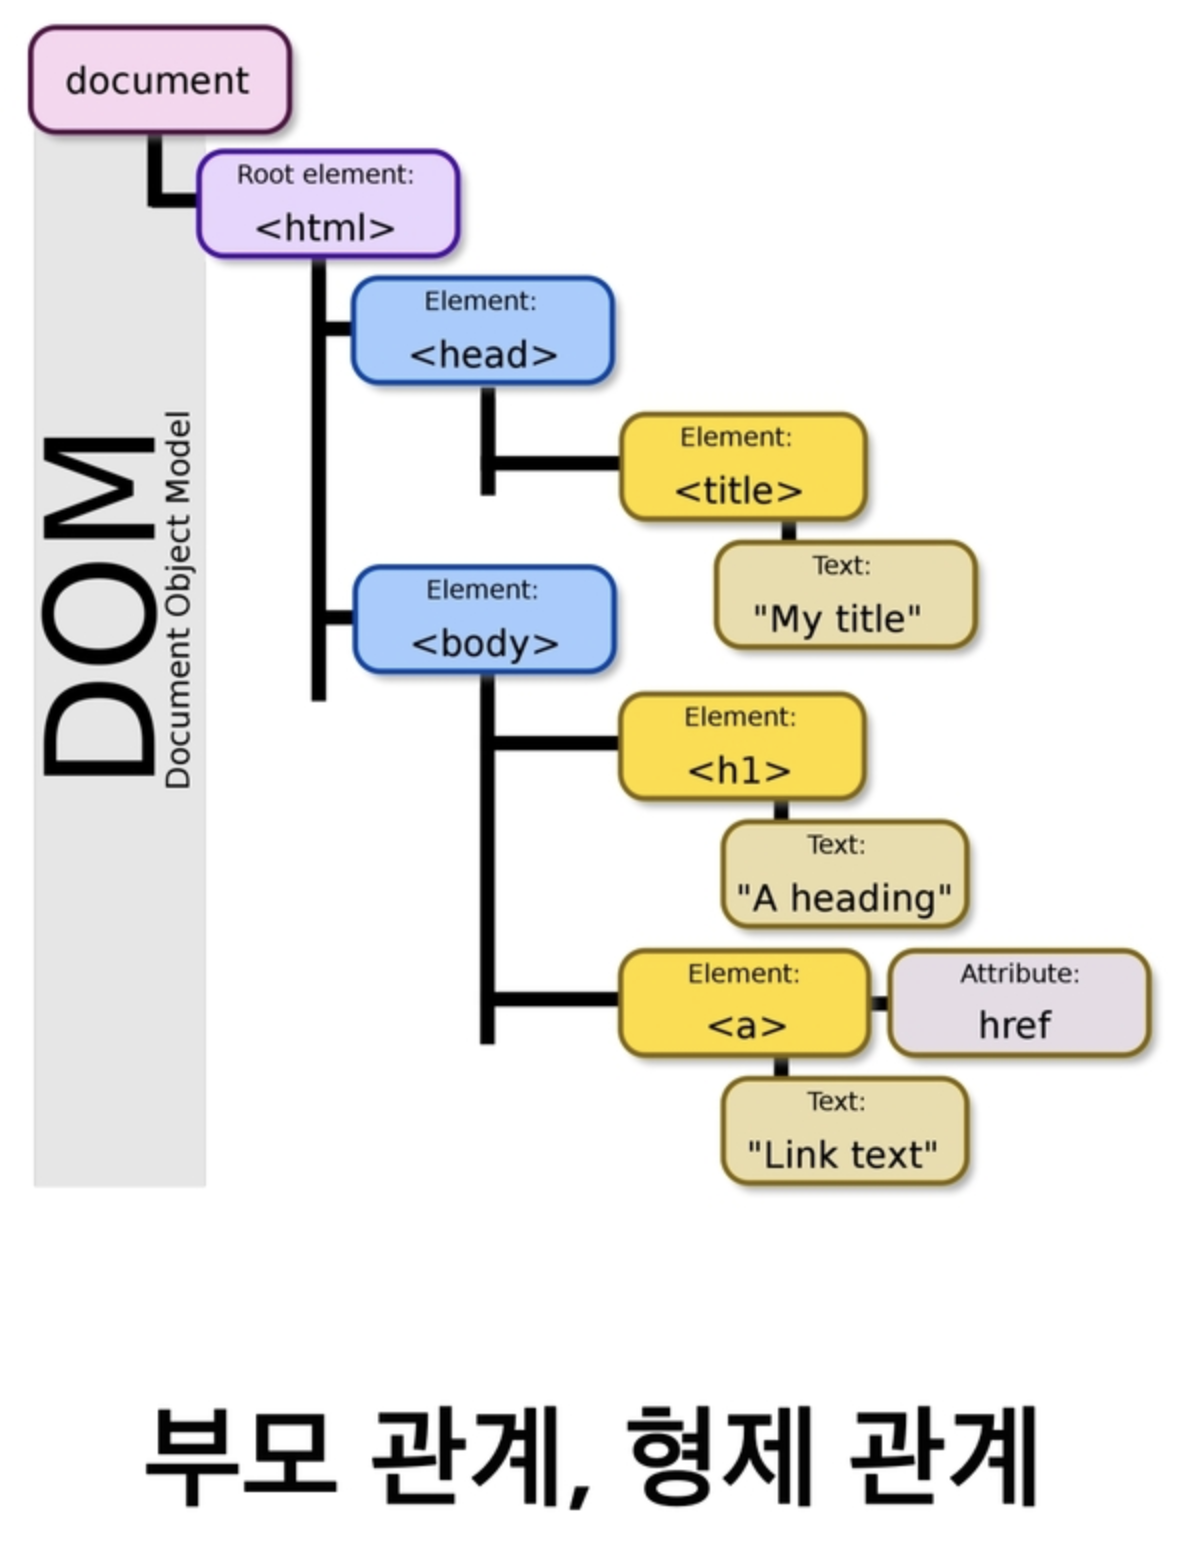 document
Root element:
<html>
Element:
<head>
Element:
<title>
Text:
"My title"
DOM
Document Object Model
Element:
<body>
Element:
<h1>
Text:
"A heading"
Element:
<a>
Attribute:
href
Text:
"Link text"
부모 관계, 형제 관계